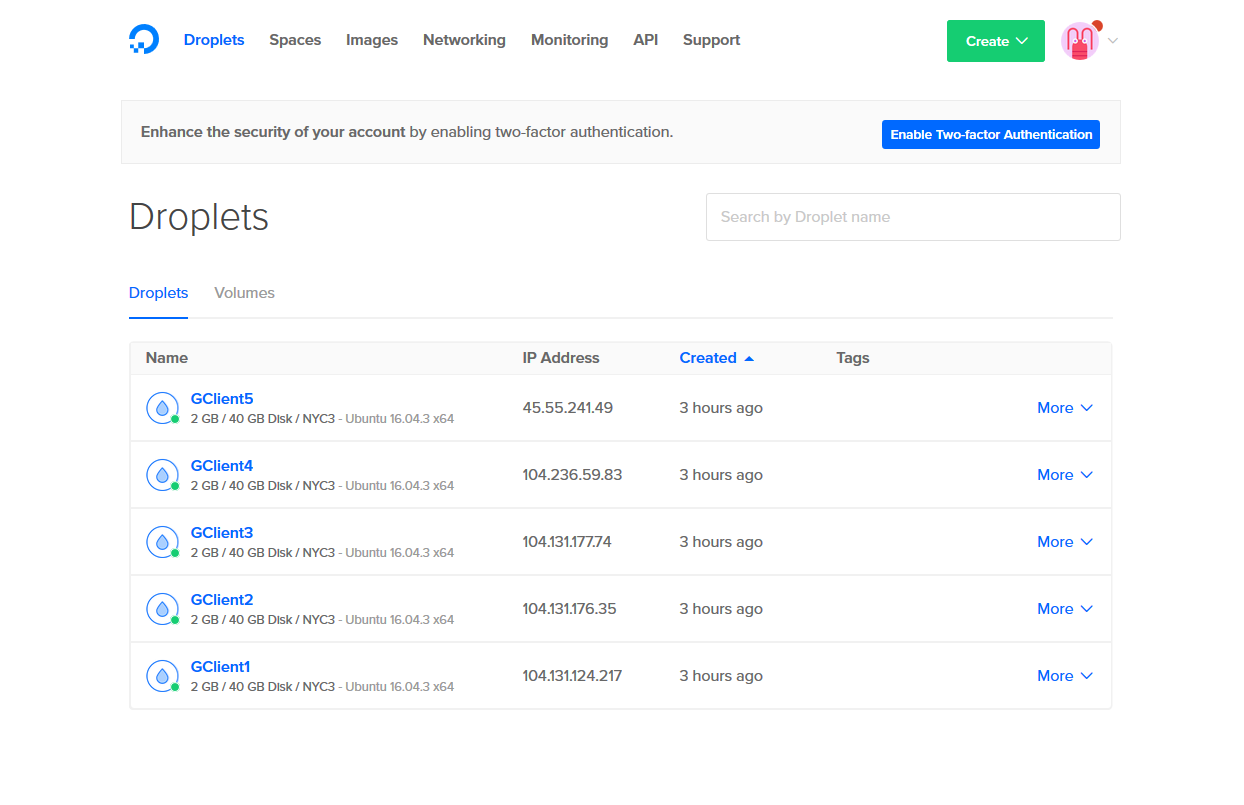 Droplets Spaces Images Networking Monitoring API Support Create
Enhance the security of your account by enabling two-factor authentication. Enable Two-factor Authentication
Droplets Search by Droplet name
Droplets Volumes
Name IP Address Created Tags
GClient5
2 GB / 40 GB Disk / NYC3 - Ubuntu 16.04.3 x64
45.55.241.49 3 hours ago More
GClient4
2 GB / 40 GB Disk / NYC3 - Ubuntu 16.04.3 x64
104.236.59.83 3 hours ago More
GClient3
2 GB / 40 GB Disk / NYC3 - Ubuntu 16.04.3 x64
104.131.177.74 3 hours ago More
GClient2
2 GB / 40 GB Disk / NYC3 - Ubuntu 16.04.3 x64
104.131.176.35 3 hours ago More
GClient1
2 GB / 40 GB Disk / NYC3 - Ubuntu 16.04.3 x64
104.131.124.217 3 hours ago More